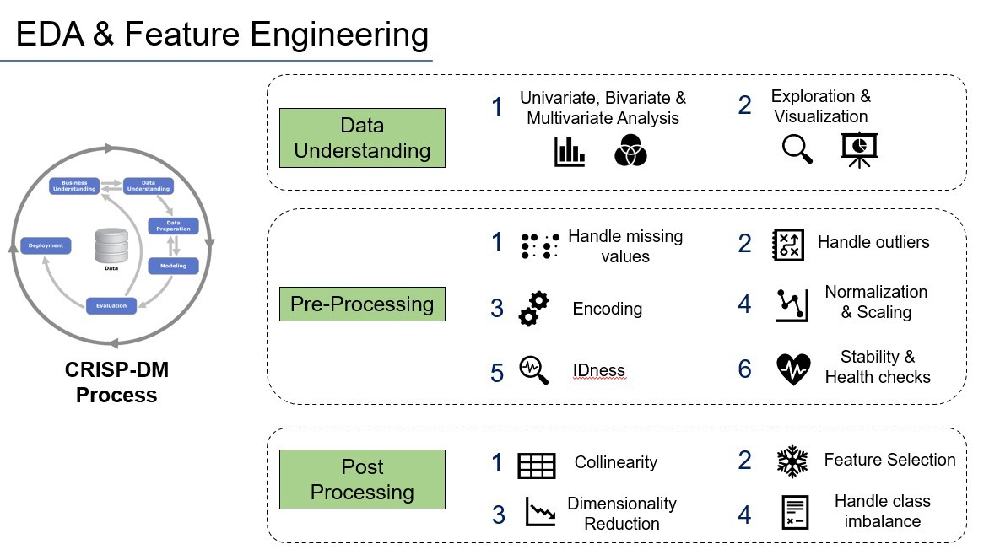 EDA & Feature Engineering
Business
Understanding
Data
Understanding
Data
Preparation
Modeling
Evaluation
Deployment
Data
CRISP-DM
Process
Data
Understanding
1
Univariate, Bivariate &
Multivariate Analysis
2
Exploration &
Visualization
Pre-Processing
1
Handle missing
values
2
Handle outliers
3
Encoding
4
Normalization
& Scaling
5
IDness
6
Stability &
Health checks
Post
Processing
1
Collinearity
2
Feature Selection
3
Dimensionality
Reduction
4
Handle class
imbalance